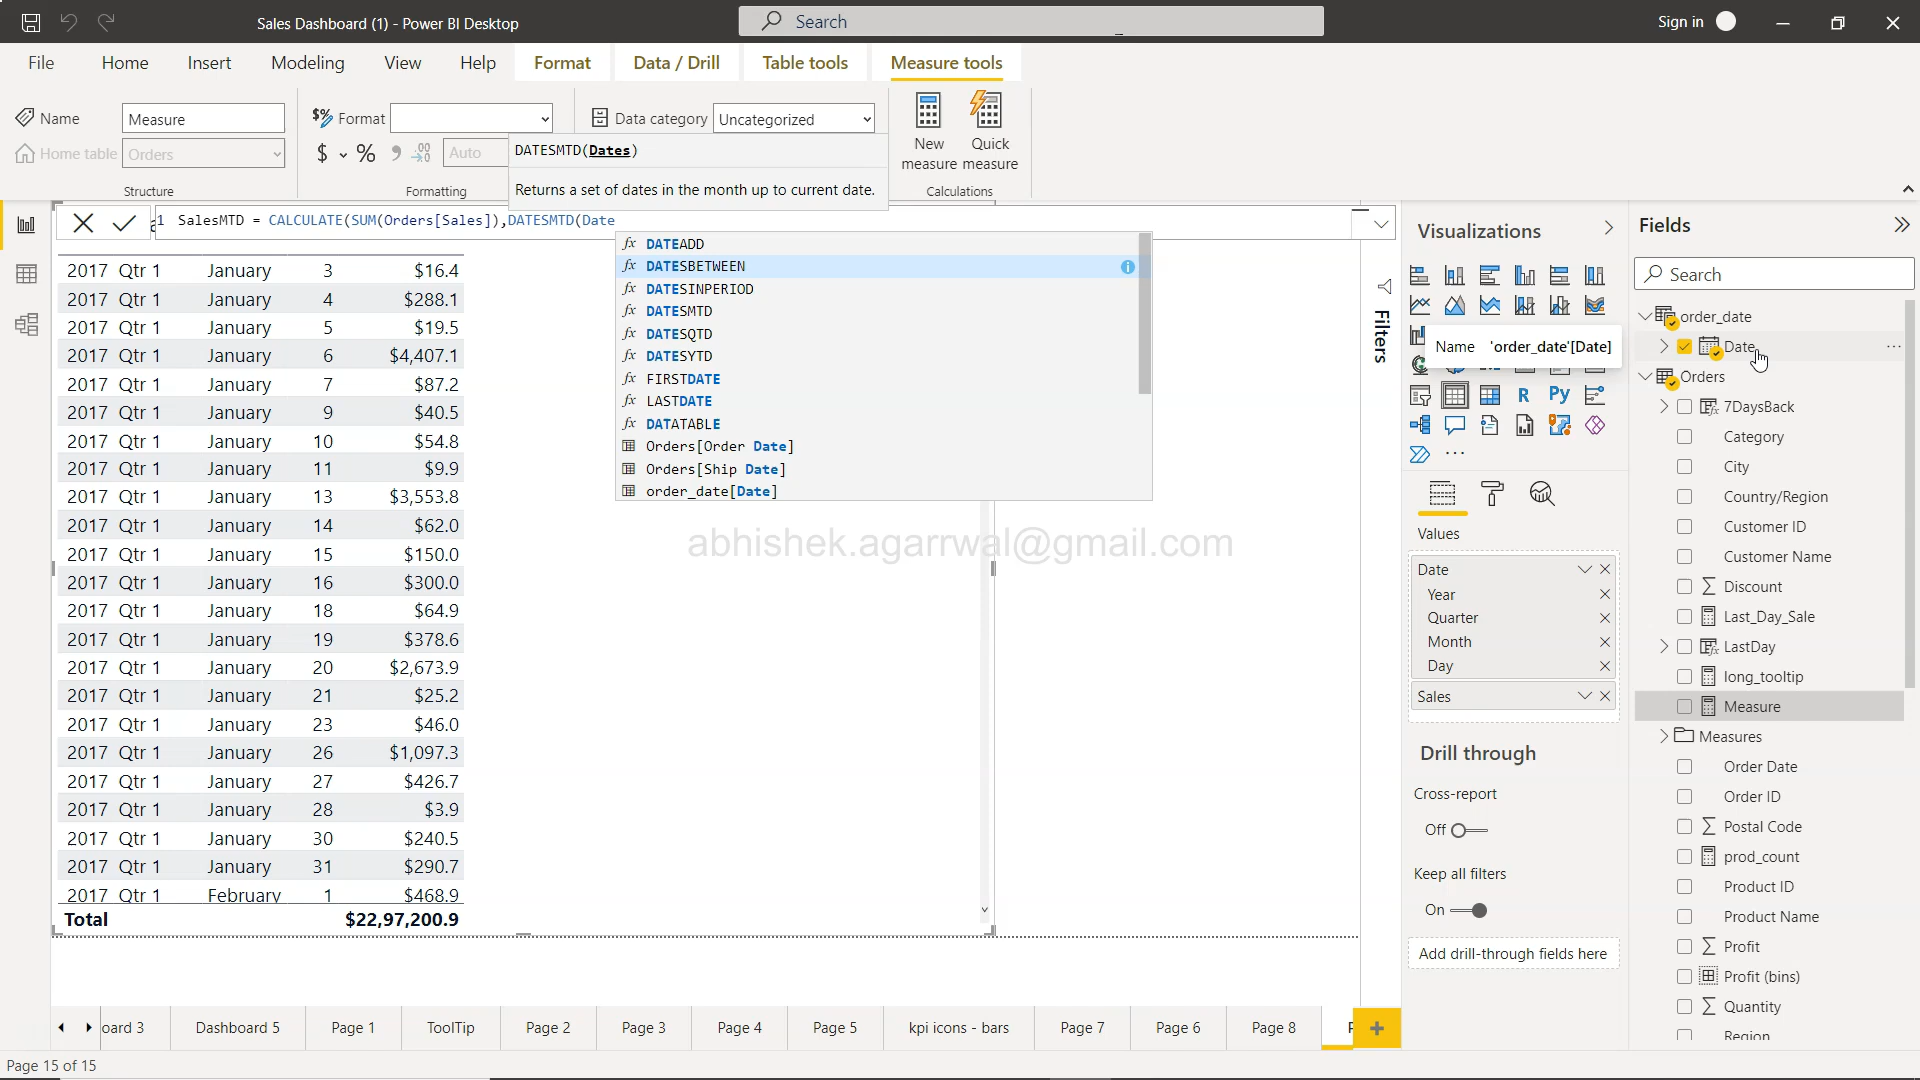 Sales Dashboard (1) - Power BI Desktop
Search
Sign in
File
Home
Insert
Modeling
View
Help
Format
Data / Drill
Table tools
Measure tools
Name
Measure
Format
Data category
Uncategorized
Home table
Orders
$ % 9 .00
Auto
New measure
Quick measure
Structure
Formatting
Calculations
DATESMTD(Dates)
Returns a set of dates in the month up to current date.
1 SalesMTD = CALCULATE(SUM(Orders[Sales]),DATESMTD(Date
DATEADD
DATESBETWEEN
DATESINPERIOD
DATESMTD
DATESQTD
DATESYTD
FIRSTDATE
LASTDATE
DATATABLE
Orders[Order Date]
Orders[Ship Date]
order_date[Date]
2017 Qtr 1 January 3 $16.4
2017 Qtr 1 January 4 $288.1
2017 Qtr 1 January 5 $19.5
2017 Qtr 1 January 6 $4,407.1
2017 Qtr 1 January 7 $87.2
2017 Qtr 1 January 9 $40.5
2017 Qtr 1 January 10 $54.8
2017 Qtr 1 January 11 $9.9
2017 Qtr 1 January 13 $3,553.8
2017 Qtr 1 January 14 $62.0
2017 Qtr 1 January 15 $150.0
2017 Qtr 1 January 16 $300.0
2017 Qtr 1 January 18 $64.9
2017 Qtr 1 January 19 $378.6
2017 Qtr 1 January 20 $2,673.9
2017 Qtr 1 January 21 $25.2
2017 Qtr 1 January 23 $46.0
2017 Qtr 1 January 26 $1,097.3
2017 Qtr 1 January 27 $426.7
2017 Qtr 1 January 28 $3.9
2017 Qtr 1 January 30 $240.5
2017 Qtr 1 January 31 $290.7
2017 Qtr 1 February 1 $468.9
Total $22,97,200.9
abhishek.agarrwal@gmail.com
Filters
Visualizations
Name 'order_date'[Date]
R
Py
Values
Date
Year
Quarter
Month
Day
Sales
Drill through
Cross-report
Off
Keep all filters
On
Add drill-through fields here
Fields
Search
order_date
Date
Orders
7DaysBack
Category
City
Country/Region
Customer ID
Customer Name
Discount
Last_Day_Sale
LastDay
long_tooltip
Measure
Measures
Order Date
Order ID
Postal Code
prod_count
Product ID
Product Name
Profit
Profit (bins)
Quantity
Region
oard 3
Dashboard 5
Page 1
ToolTip
Page 2
Page 3
Page 4
Page 5
kpi icons - bars
Page 7
Page 6
Page 8
Page 15 of 15